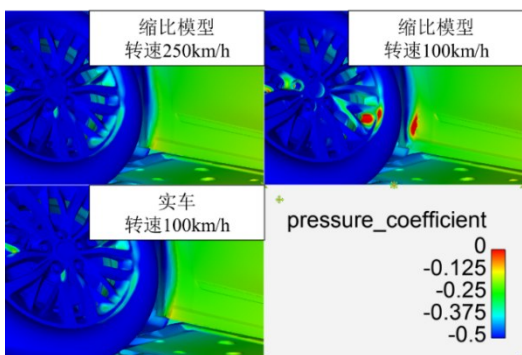 缩比模型
转速250km/h
缩比模型
转速100km/h
实车
转速100km/h
pressure_coefficient
0
-0.125
-0.25
-0.375
-0.5